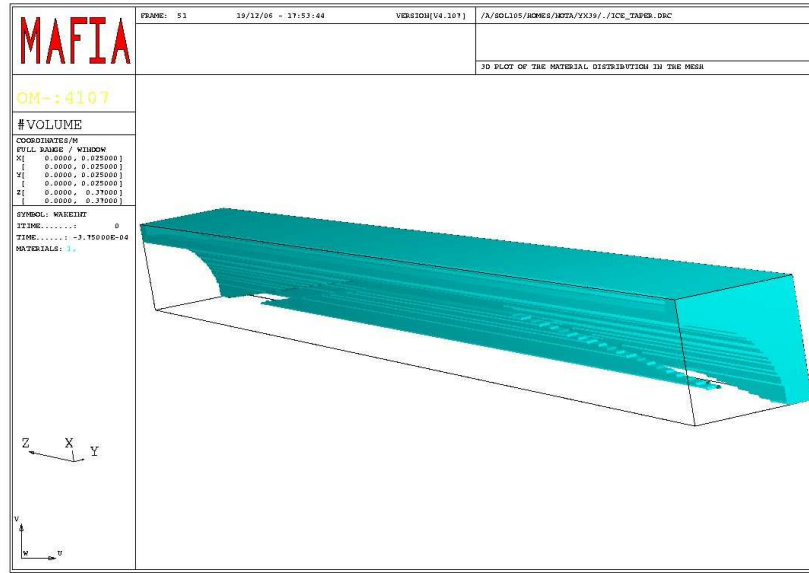 MAFIA
FRAME: 51 19/12/06 - 17:53:44 VERSION[V4.107] /A/SOL105/HOMES/NOTA/YX39/./ICE_TAPER.DRC
3D PLOT OF THE MATERIAL DISTRIBUTION IN THE MESH
OM-:4107
#VOLUME
COORDINATES/M
FULL RANGE / WINDOW
X[ 0.0000, 0.025000]
[ 0.0000, 0.025000]
Y[ 0.0000, 0.025000]
[ 0.0000, 0.025000]
Z[ 0.0000, 0.37000]
[ 0.0000, 0.37000]
SYMBOL: WAKEINT
ITIME.......: 0
TIME......: -3.75000E-04
MATERIALS: 1.
Z X Y
V
W U